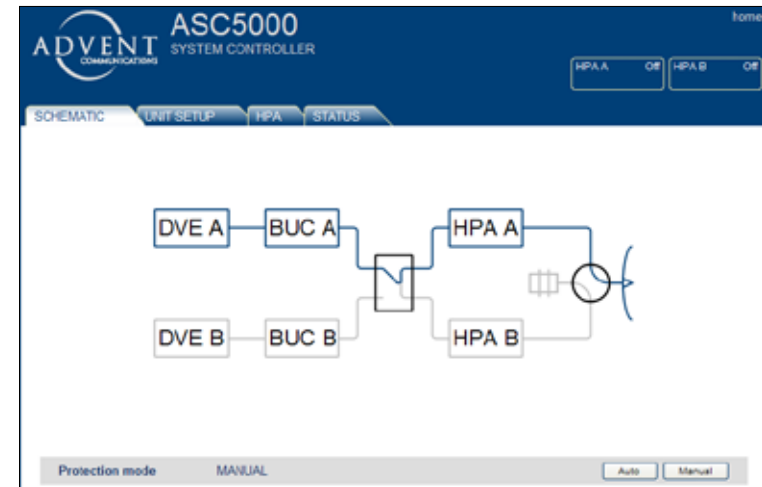 home
ADVENT
COMMUNICATIONS
ASC5000
SYSTEM CONTROLLER
HPA A Off HPA B Off
SCHEMATIC UNIT SETUP HPA STATUS
DVE A BUC A HPA A
DVE B BUC B HPA B
Protection mode MANUAL Auto Manual